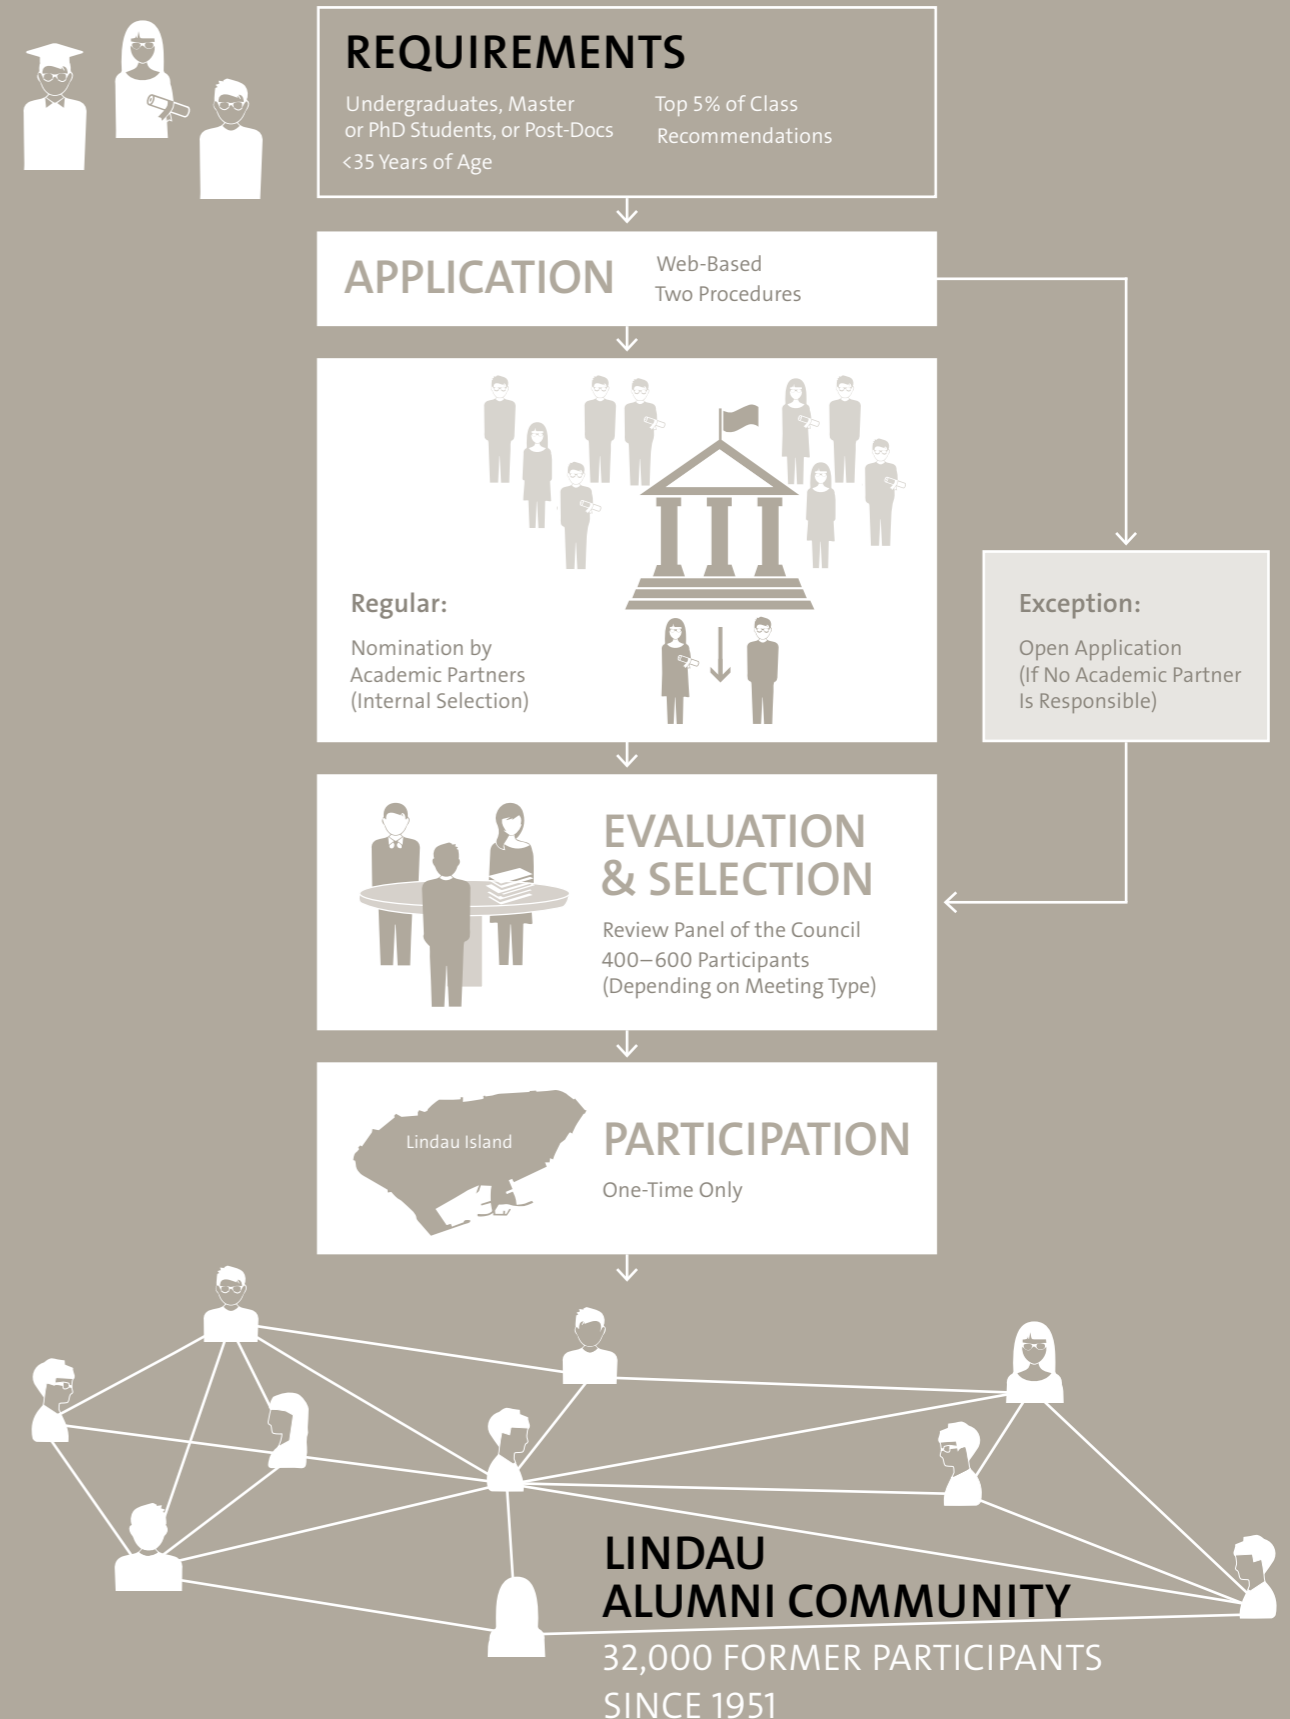 REQUIREMENTS
Undergraduates, Master
or PhD Students, or Post-Docs
<35 Years of Age
Top 5% of Class
Recommendations
APPLICATION
Web-Based
Two Procedures
Regular:
Nomination by
Academic Partners
(Internal Selection)
Exception:
Open Application
(If No Academic Partner
Is Responsible)
EVALUATION
& SELECTION
Review Panel of the Council
400–600 Participants
(Depending on Meeting Type)
Lindau Island
PARTICIPATION
One-Time Only
LINDAU
ALUMNI COMMUNITY
32,000 FORMER PARTICIPANTS
SINCE 1951